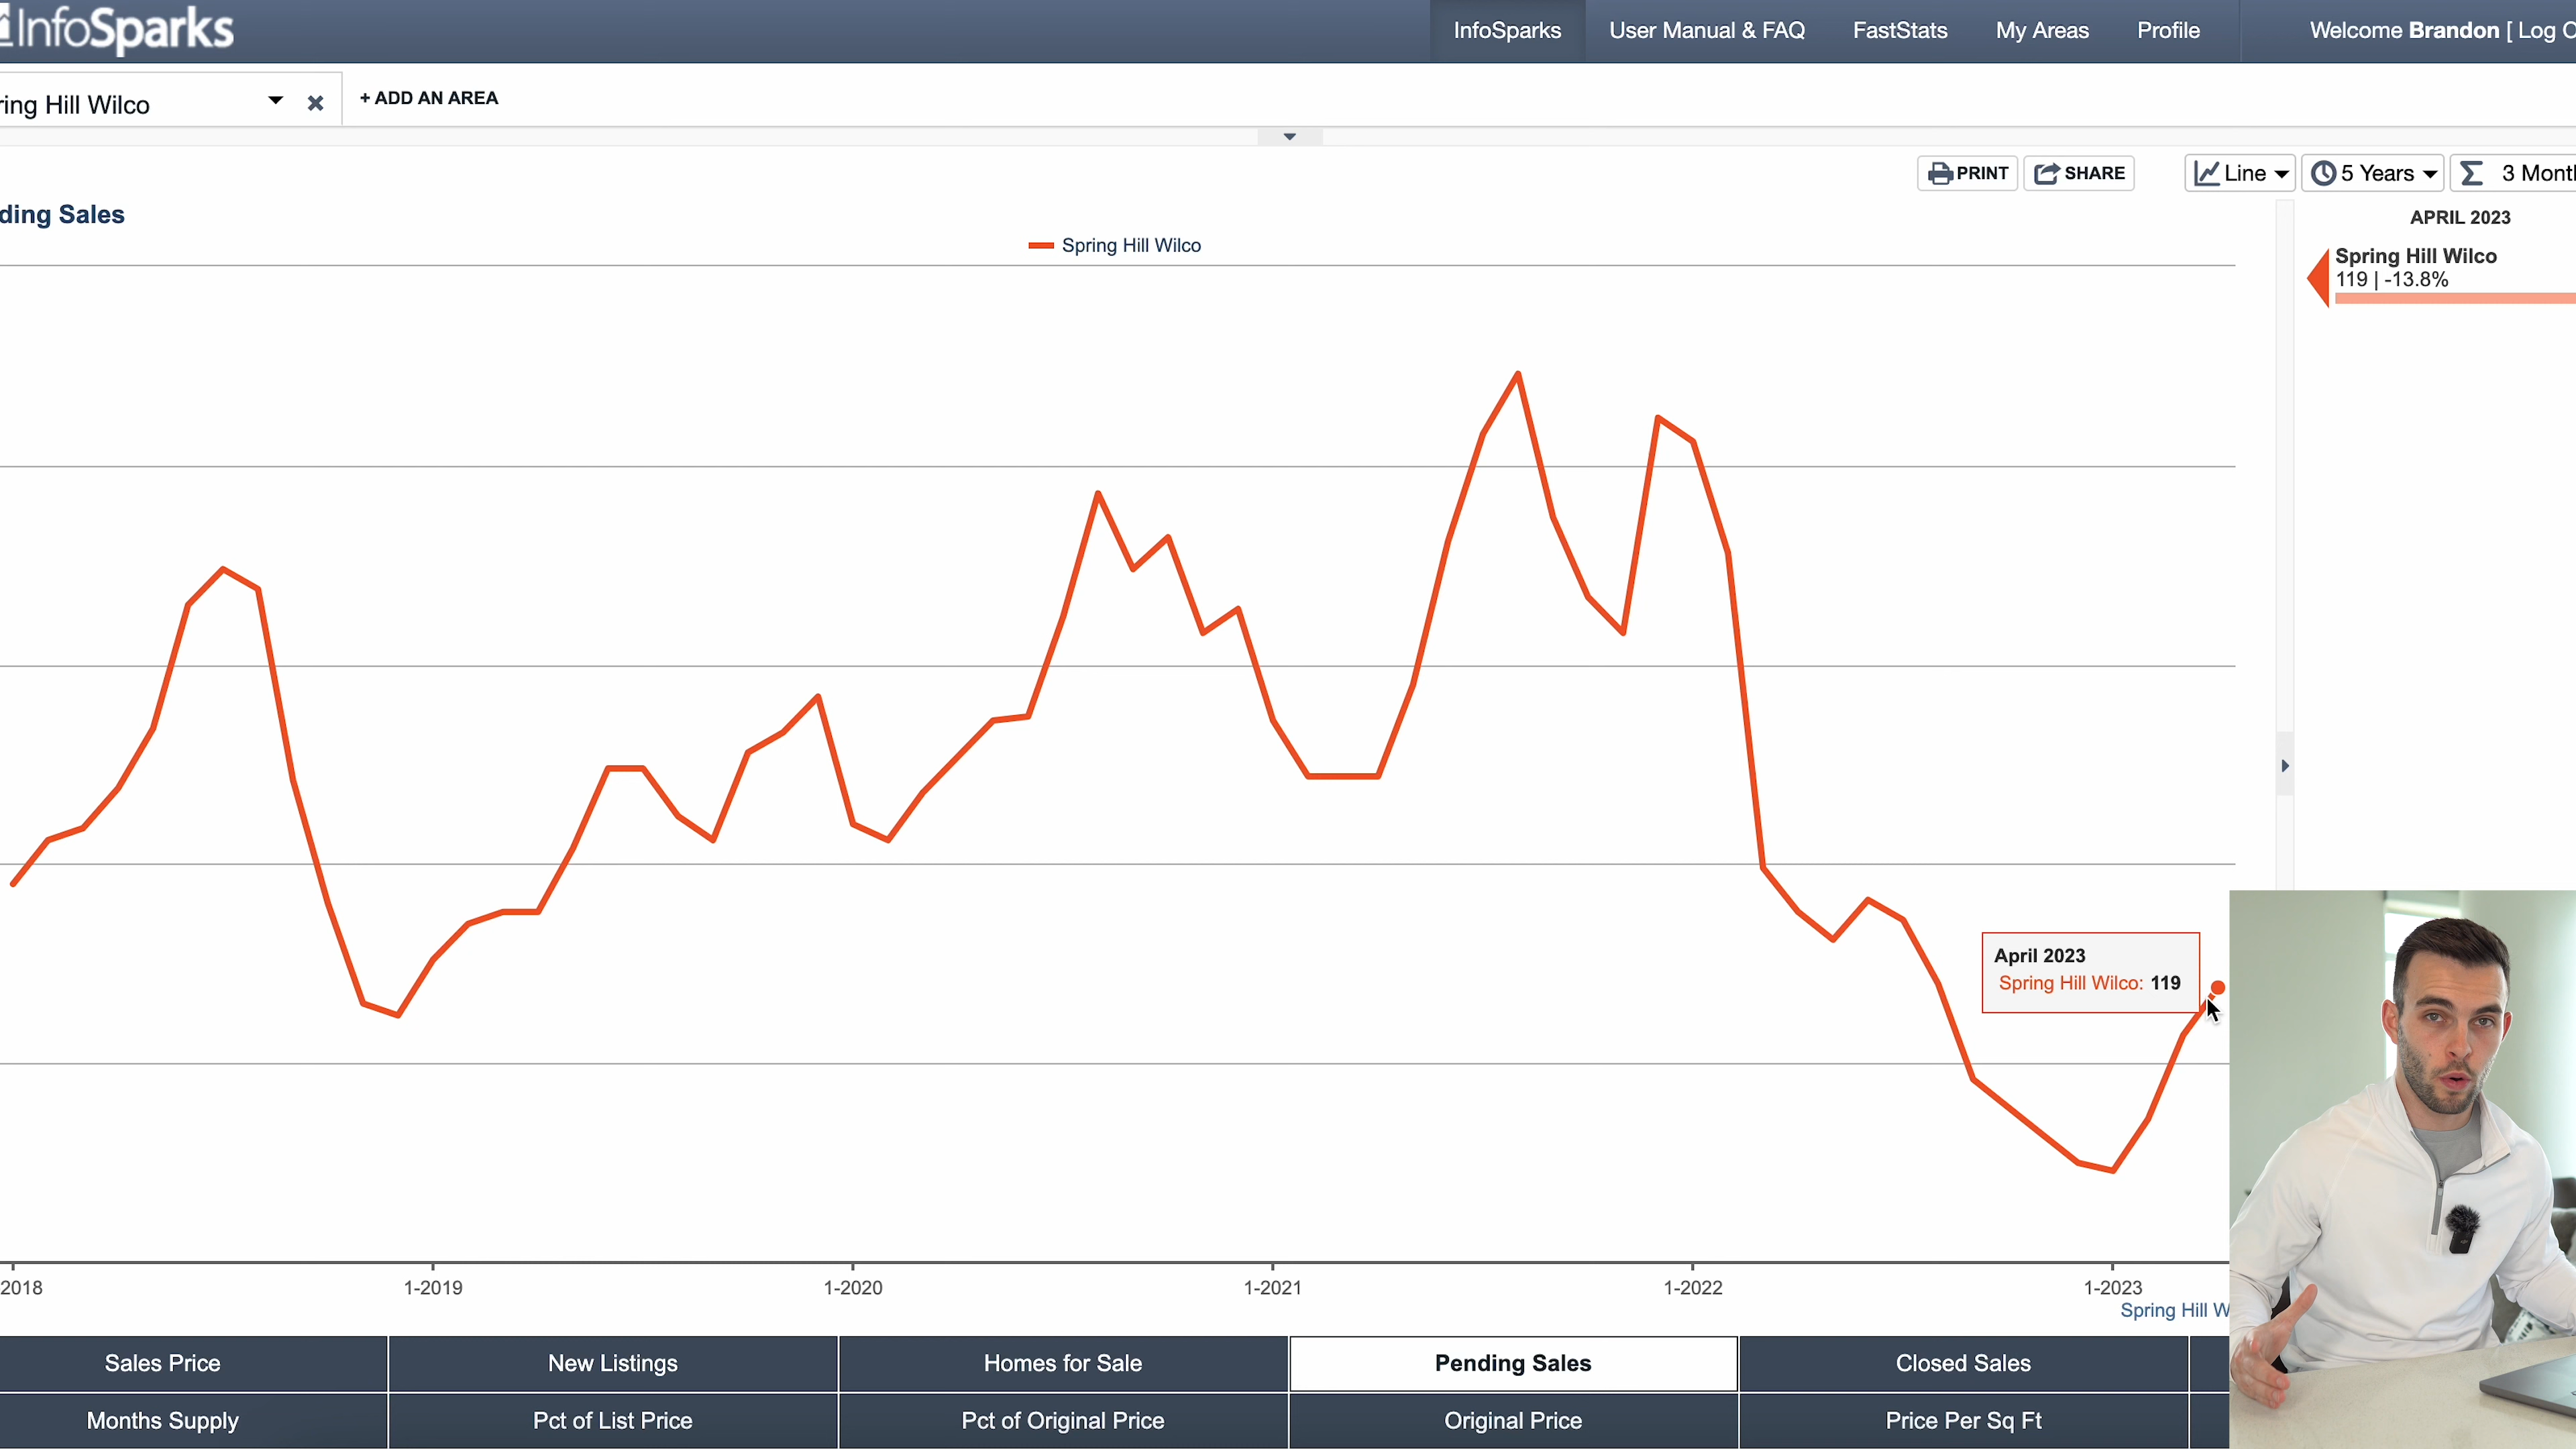 InfoSparks
InfoSparks User Manual & FAQ FastStats My Areas Profile Welcome Brandon [ Log
ring Hill Wilco
+ ADD AN AREA
PRINT SHARE Line 5 Years 3 Mont
ding Sales
Spring Hill Wilco
APRIL 2023
Spring Hill Wilco
119 | -13.8%
April 2023
Spring Hill Wilco: 119
2018 1-2019 1-2020 1-2021 1-2022 1-2023
Spring Hill W
Sales Price New Listings Homes for Sale Pending Sales Closed Sales
Months Supply Pct of List Price Pct of Original Price Original Price Price Per Sq Ft